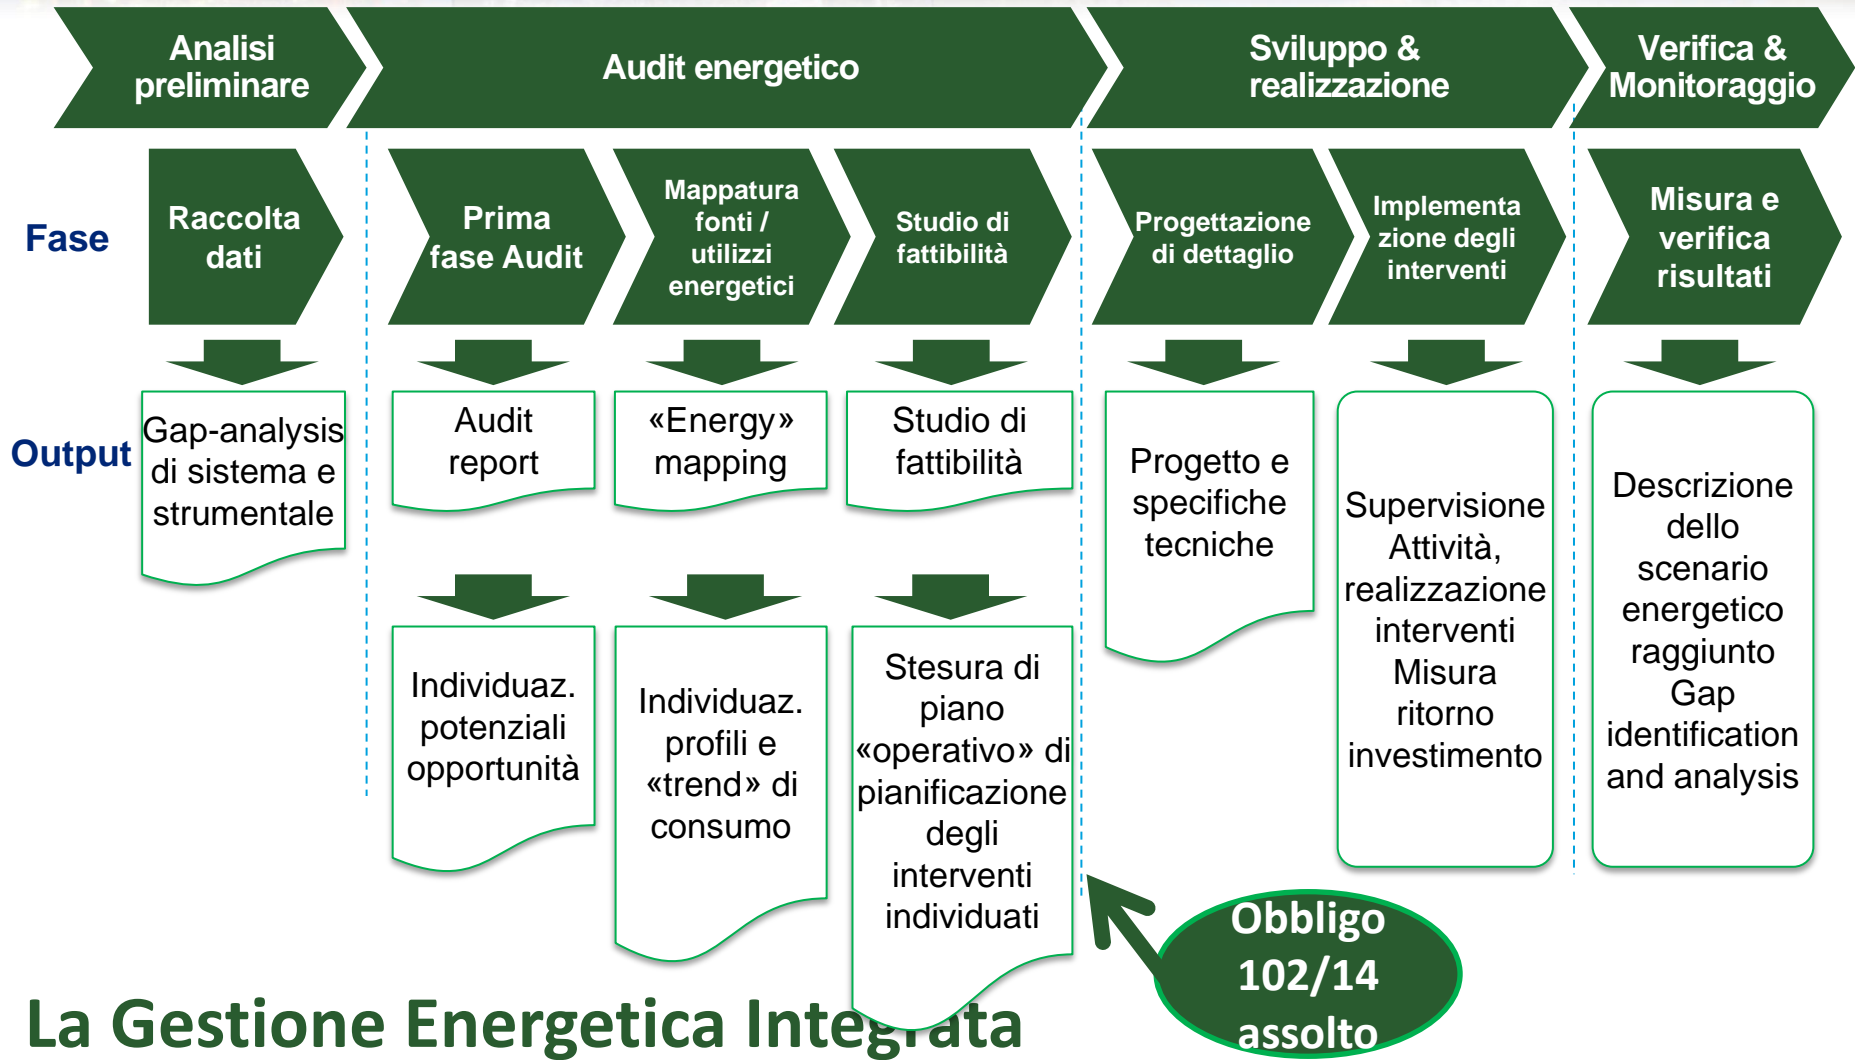 Analisi
preliminare
Audit energetico
Sviluppo &
realizzazione
Verifica &
Monitoraggio
Fase
Raccolta
dati
Prima
fase Audit
Mappatura
fonti /
utilizzi
energetici
Studio di
fattibilità
Progettazione
di dettaglio
Implementa
zione degli
interventi
Misura e
verifica
risultati
Output
Gap-analysis
di sistema e
strumentale
Audit
report
«Energy»
mapping
Studio di
fattibilità
Progetto e
specifiche
tecniche
Supervisione
Attività,
realizzazione
interventi
Misura
ritorno
investimento
Descrizione
dello
scenario
energetico
raggiunto
Gap
identification
and analysis
Individuaz.
potenziali
opportunità
Individuaz.
profili e
«trend» di
consumo
Stesura di
piano
«operativo» di
pianificazione
degli
interventi
individuati
Obbligo
102/14
assolto
La Gestione Energetica Integrata